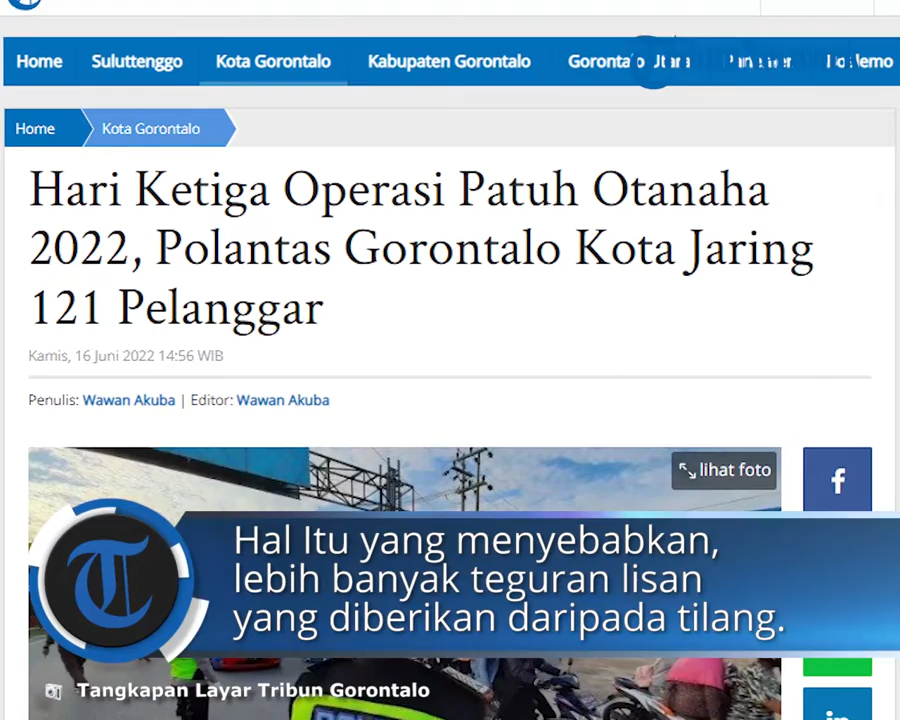 Home Suluttenggo Kota Gorontalo Kabupaten Gorontalo
Home Kota Gorontalo
Hari Ketiga Operasi Patuh Otanaha
2022, Polantas Gorontalo Kota Jaring
121 Pelanggar
Kamis, 16 Juni 2022 14:56 WIB
Penulis: Wawan Akuba | Editor: Wawan Akuba
lihat foto
f
T
Hal Itu yang menyebabkan,
lebih banyak teguran lisan
yang diberikan daripada tilang.
Tangkapan Layar Tribun Gorontalo
in